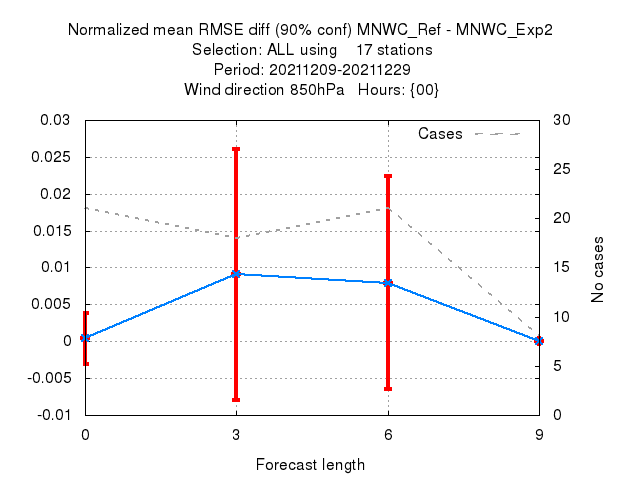 Normalized mean RMSE diff (90% conf) MNWC_Ref - MNWC_Exp2
Selection: ALL using    17 stations
Period: 20211209-20211229
Wind direction 850hPa   Hours: {00}
Cases
0.03
0.025
0.02
0.015
0.01
0.005
0
-0.005
-0.01
30
25
20
15
10
5
0
No cases
0
3
6
9
Forecast length